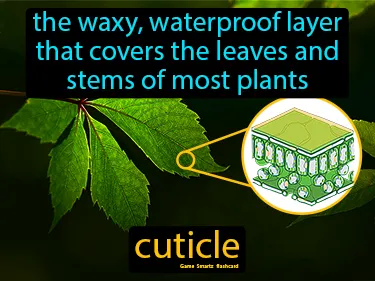 the waxy, waterproof layer
that covers the leaves and
stems of most plants
cuticle
Game Smartz flashcard